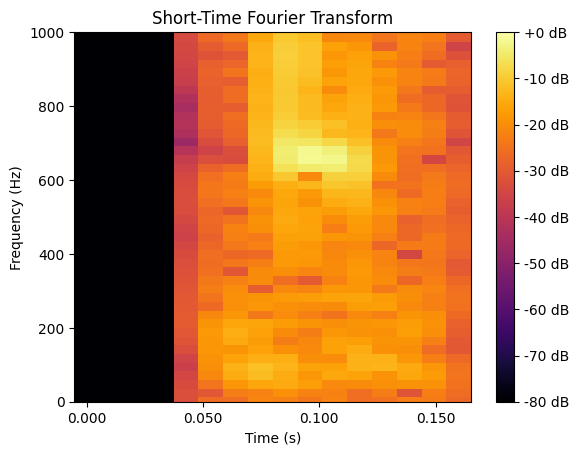 Short-Time Fourier Transform
1000
800
600
400
200
0
Frequency (Hz)
0.000
0.050
0.100
0.150
Time (s)
+0 dB
-10 dB
-20 dB
-30 dB
-40 dB
-50 dB
-60 dB
-70 dB
-80 dB